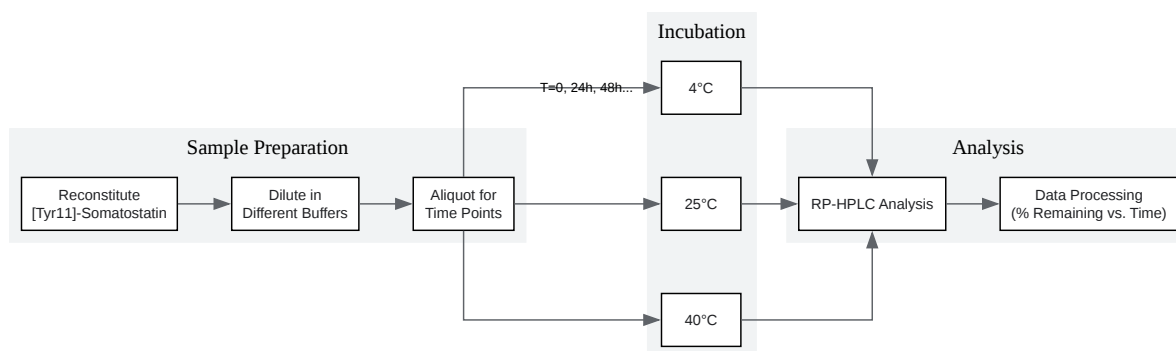 Sample Preparation
Reconstitute
[Tyr11]-Somatostatin
Dilute in
Different Buffers
Aliquot for
Time Points
T=0, 24h, 48h...
Incubation
4°C
25°C
40°C
Analysis
RP-HPLC Analysis
Data Processing
(% Remaining vs. Time)